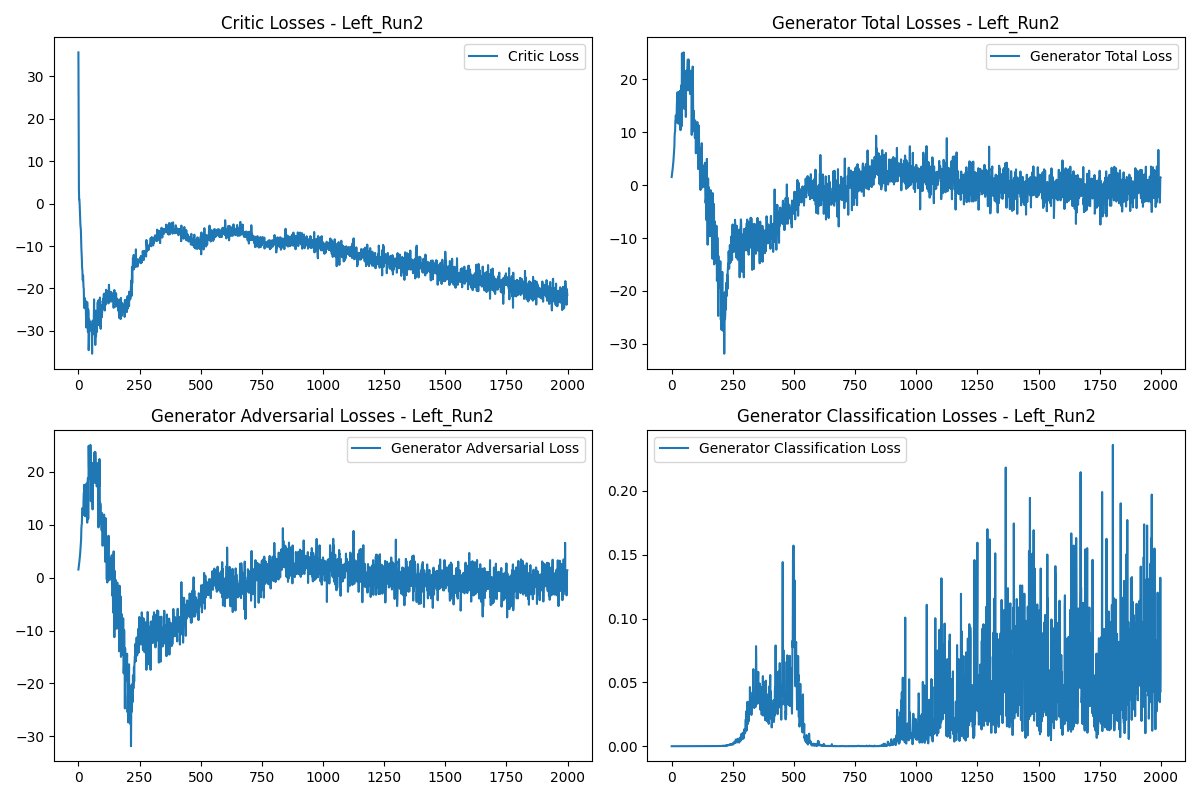 Critic Losses - Left_Run2
Critic Loss
30
20
10
0
−10
−20
−30
0 250 500 750 1000 1250 1500 1750 2000
Generator Total Losses - Left_Run2
Generator Total Loss
20
10
0
−10
−20
−30
0 250 500 750 1000 1250 1500 1750 2000
Generator Adversarial Losses - Left_Run2
Generator Adversarial Loss
20
10
0
−10
−20
−30
0 250 500 750 1000 1250 1500 1750 2000
Generator Classification Losses - Left_Run2
Generator Classification Loss
0.20
0.15
0.10
0.05
0.00
0 250 500 750 1000 1250 1500 1750 2000